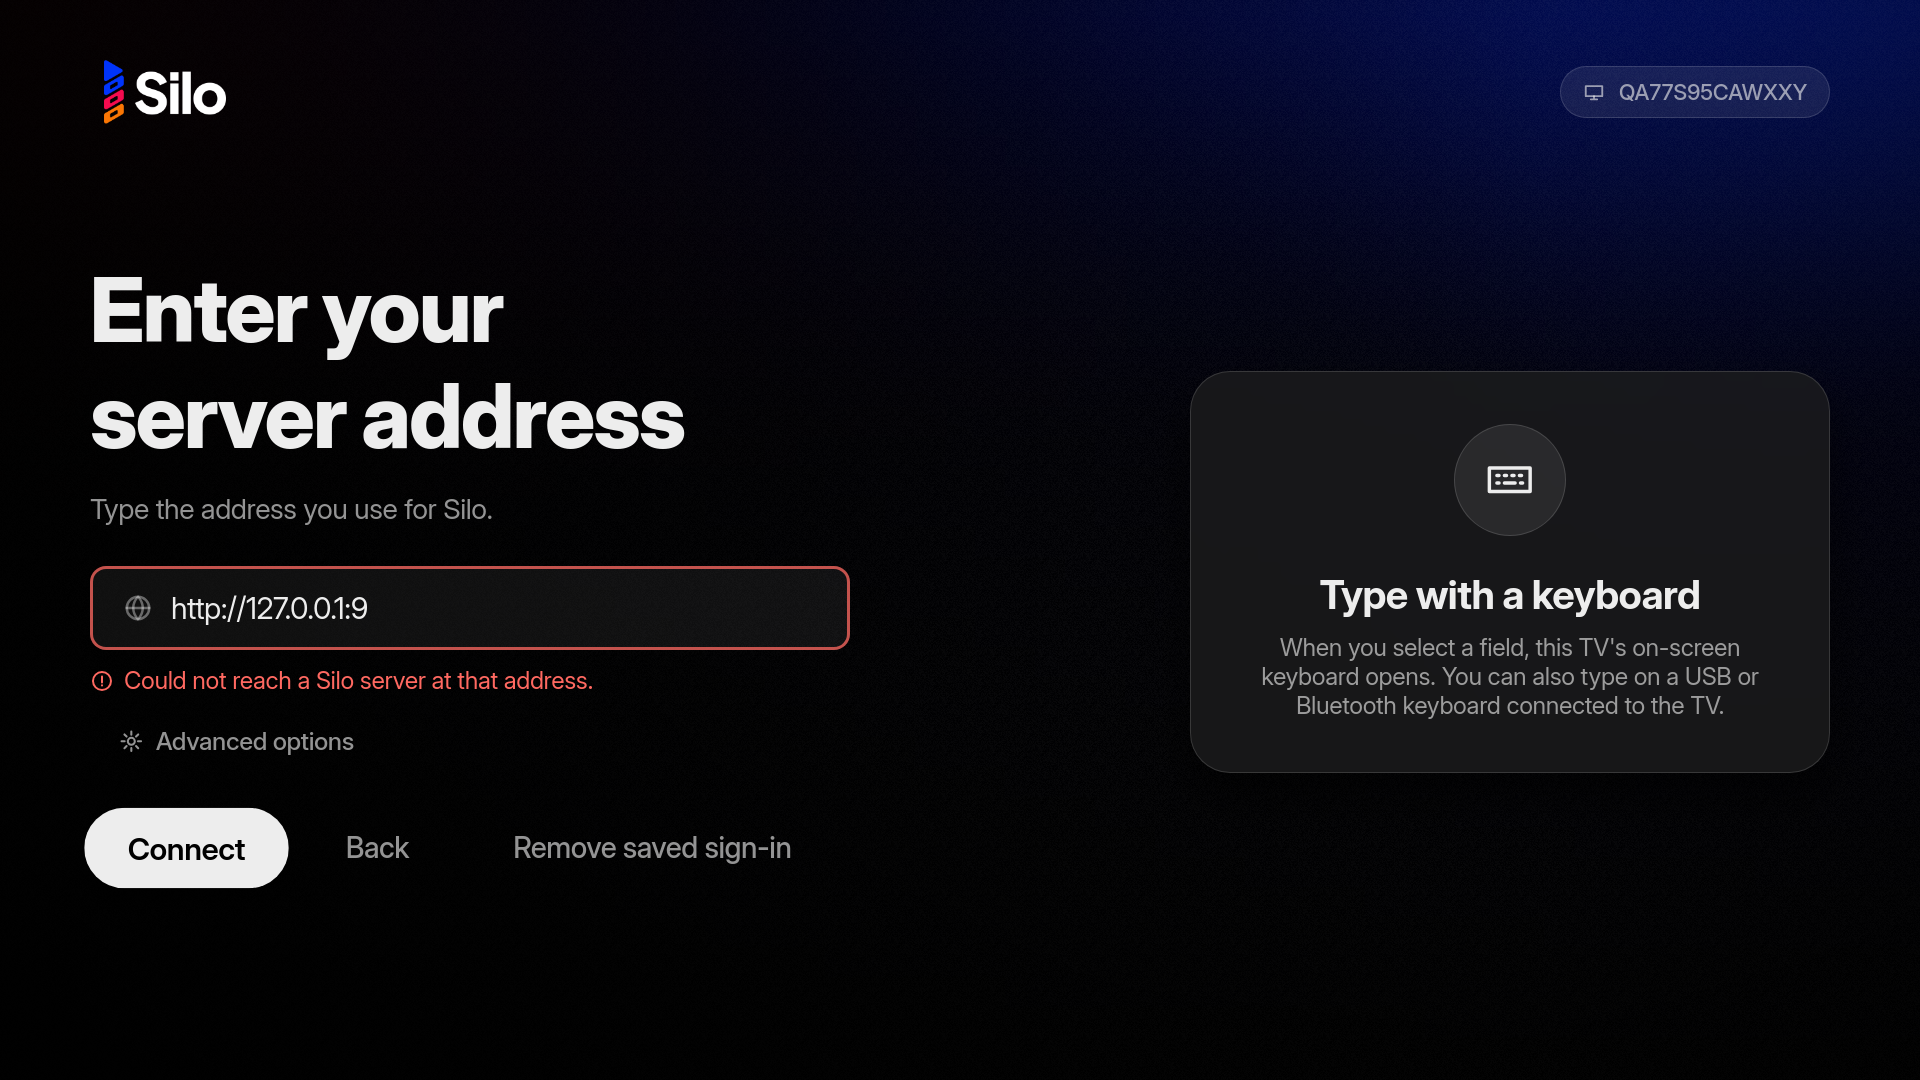 Silo
QA77S95CAWXXY
Enter your
server address
Type the address you use for Silo.
http://127.0.0.1:9
Could not reach a Silo server at that address.
Advanced options
Connect
Back
Remove saved sign-in
Type with a keyboard
When you select a field, this TV's on-screen
keyboard opens. You can also type on a USB or
Bluetooth keyboard connected to the TV.